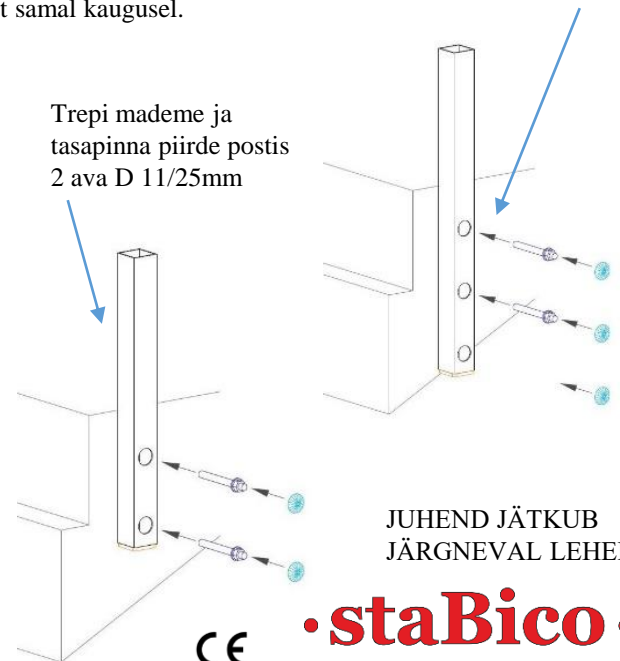 t samal kaugusel.
Trepi mademe ja
tasapinna piirde postis
2 ava D 11/25mm
JUHEND JÄTKUB
JÄRGNEVAL LEHE
CE
·staBico·